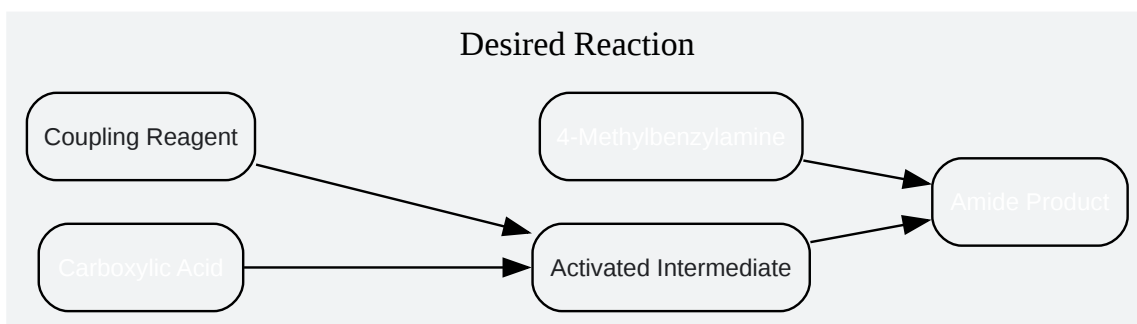 Desired Reaction
Coupling Reagent
4-Methylbenzylamine
Amide Product
Carboxylic Acid
Activated Intermediate